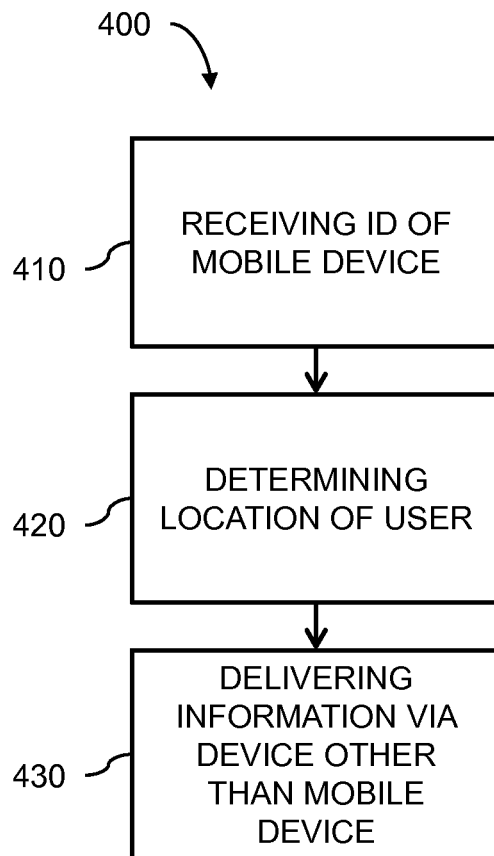 400
RECEIVING ID OF
MOBILE DEVICE
410
DETERMINING
LOCATION OF USER
420
DELIVERING
INFORMATION VIA
DEVICE OTHER
THAN MOBILE
DEVICE
430